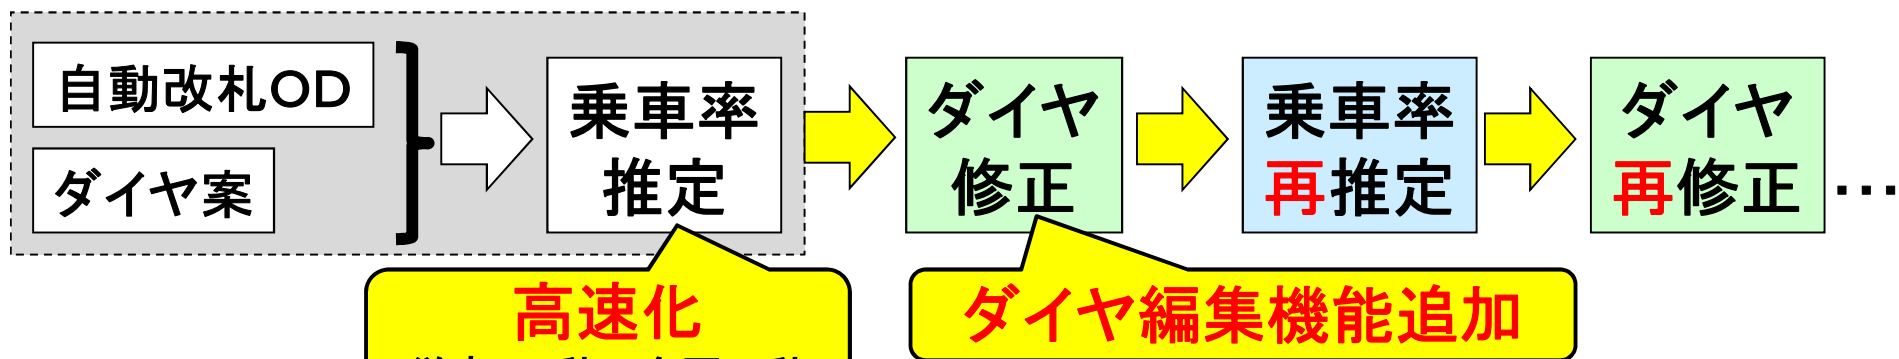 自動改札OD
ダイヤ案
乗車率
推定
ダイヤ
修正
乗車率
再推定
ダイヤ
再修正
…
高速化
ダイヤ編集機能追加